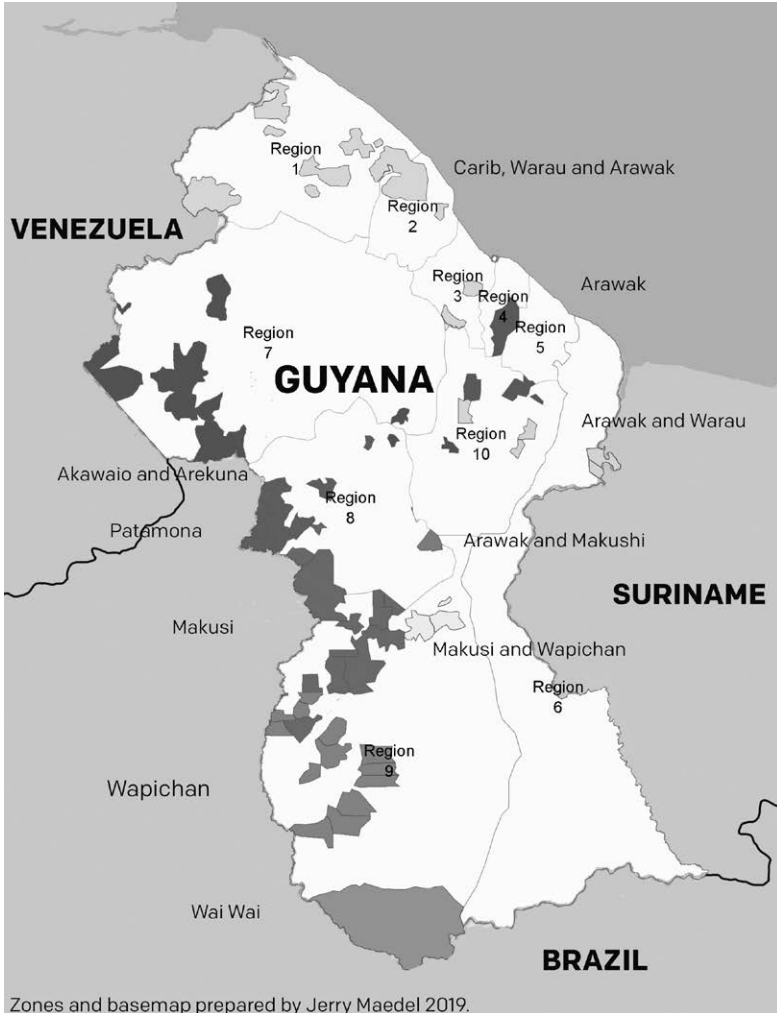 Region
1
Carib, Warau and Arawak
Region
2
VENEZUELA
Region
3
Arawak
Region
4
Region
5
Region
7
GUYANA
Arawak and Warau
Region
10
Akawaio and Arekuna
Region
8
Patamona
Arawak and Makushi
SURINAME
Makusi
Makusi and Wapichan
Region
6
Region
9
Wapichan
Wai Wai
BRAZIL
Zones and basemap prepared by Jerry Maedel 2019.